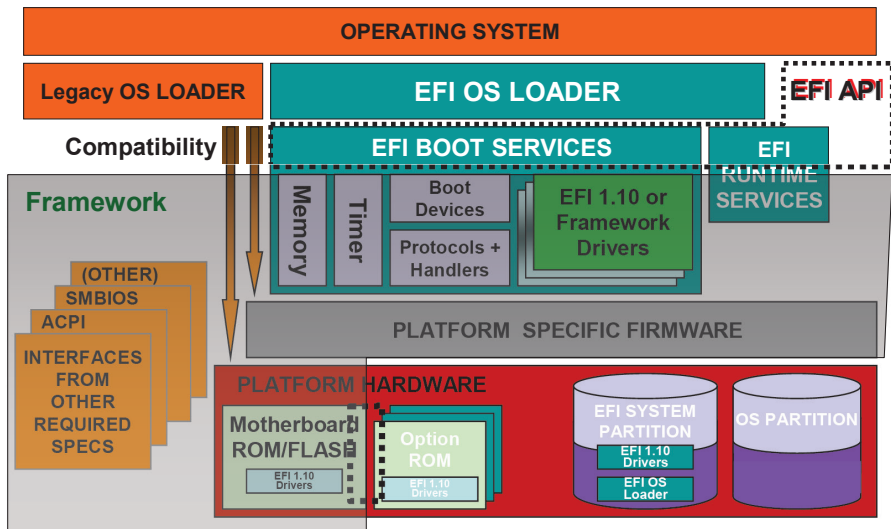 OPERATING SYSTEM
Legacy OS LOADER
EFI OS LOADER
EFI API
Compatibility
EFI BOOT SERVICES
EFI
RUNTIME
SERVICES
Framework
Memory
Timer
Boot
Devices
Protocols +
Handlers
EFI 1.10 or
Framework
Drivers
(OTHER)
SMBIOS
ACPI
INTERFACES
FROM
OTHER
REQUIRED
SPECS
PLATFORM SPECIFIC FIRMWARE
PLATFORM HARDWARE
Motherboard
ROM/FLASH
EFI 1.10
Drivers
Option
ROM
EFI 1.10
Drivers
EFI SYSTEM
PARTITION
EFI 1.10
Drivers
EFI OS
Loader
OS PARTITION